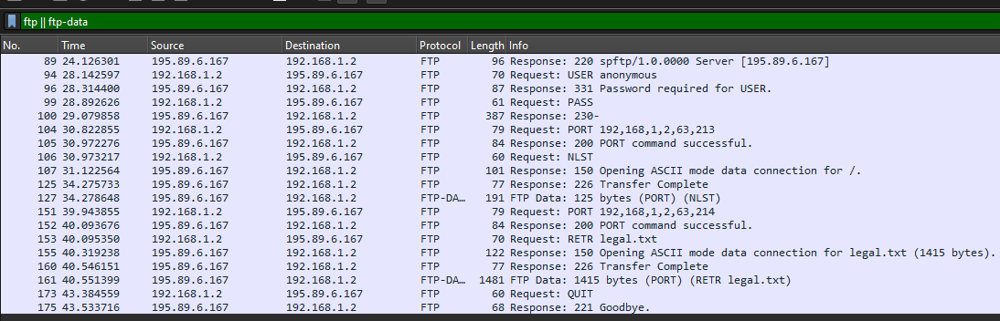 ftp || ftp-data
No. Time Source Destination Protocol Length Info
89 24.126301 195.89.6.167 192.168.1.2 FTP 96 Response: 220 spftp/1.0.0000 Server [195.89.6.167]
94 28.142597 192.168.1.2 195.89.6.167 FTP 70 Request: USER anonymous
96 28.314400 195.89.6.167 192.168.1.2 FTP 87 Response: 331 Password required for USER.
99 28.892626 192.168.1.2 195.89.6.167 FTP 61 Request: PASS
100 29.079858 195.89.6.167 192.168.1.2 FTP 387 Response: 230-
104 30.822855 192.168.1.2 195.89.6.167 FTP 79 Request: PORT 192,168,1,2,63,213
105 30.972276 195.89.6.167 192.168.1.2 FTP 84 Response: 200 PORT command successful.
106 30.973217 192.168.1.2 195.89.6.167 FTP 60 Request: NLST
107 31.122564 195.89.6.167 192.168.1.2 FTP 101 Response: 150 Opening ASCII mode data connection for /.
125 34.275733 195.89.6.167 192.168.1.2 FTP 77 Response: 226 Transfer Complete
127 34.278648 195.89.6.167 192.168.1.2 FTP-DA… 191 FTP Data: 125 bytes (PORT) (NLST)
151 39.943855 192.168.1.2 195.89.6.167 FTP 79 Request: PORT 192,168,1,2,63,214
152 40.093676 195.89.6.167 192.168.1.2 FTP 84 Response: 200 PORT command successful.
153 40.095350 192.168.1.2 195.89.6.167 FTP 70 Request: RETR legal.txt
155 40.319238 195.89.6.167 192.168.1.2 FTP 122 Response: 150 Opening ASCII mode data connection for legal.txt (1415 bytes).
160 40.546151 195.89.6.167 192.168.1.2 FTP 77 Response: 226 Transfer Complete
161 40.551399 195.89.6.167 192.168.1.2 FTP-DA… 1481 FTP Data: 1415 bytes (PORT) (RETR legal.txt)
173 43.384559 192.168.1.2 195.89.6.167 FTP 60 Request: QUIT
175 43.533716 195.89.6.167 192.168.1.2 FTP 68 Response: 221 Goodbye.